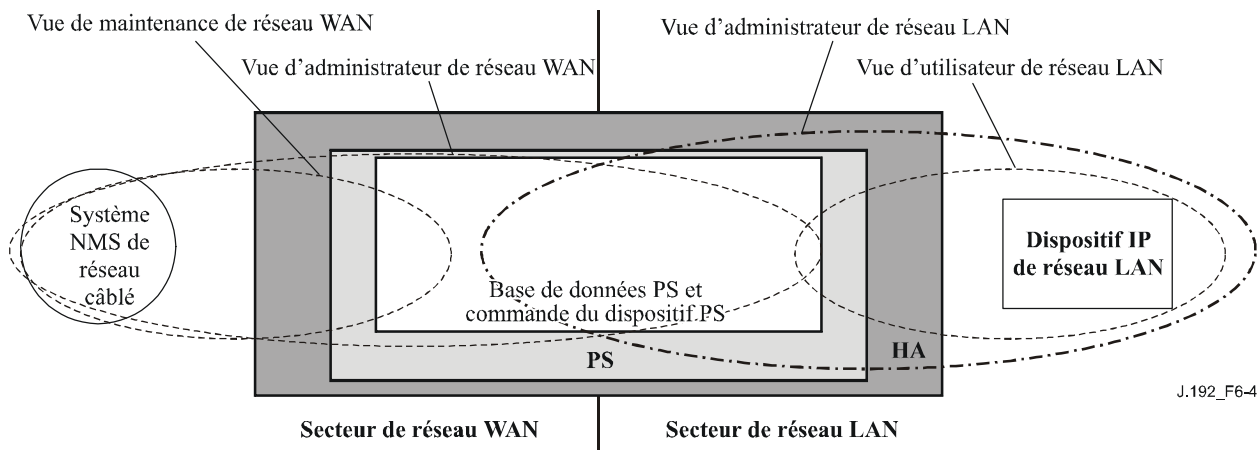 Vue de maintenance de réseau WAN
Vue d'administrateur de réseau LAN
Vue d'administrateur de réseau WAN
Vue d'utilisateur de réseau LAN
Système
NMS de
réseau
câblé
Dispositif IP
de réseau LAN
Base de données PS et
commande du dispositif PS
PS
HA
J.192_F6-4
Secteur de réseau WAN
Secteur de réseau LAN